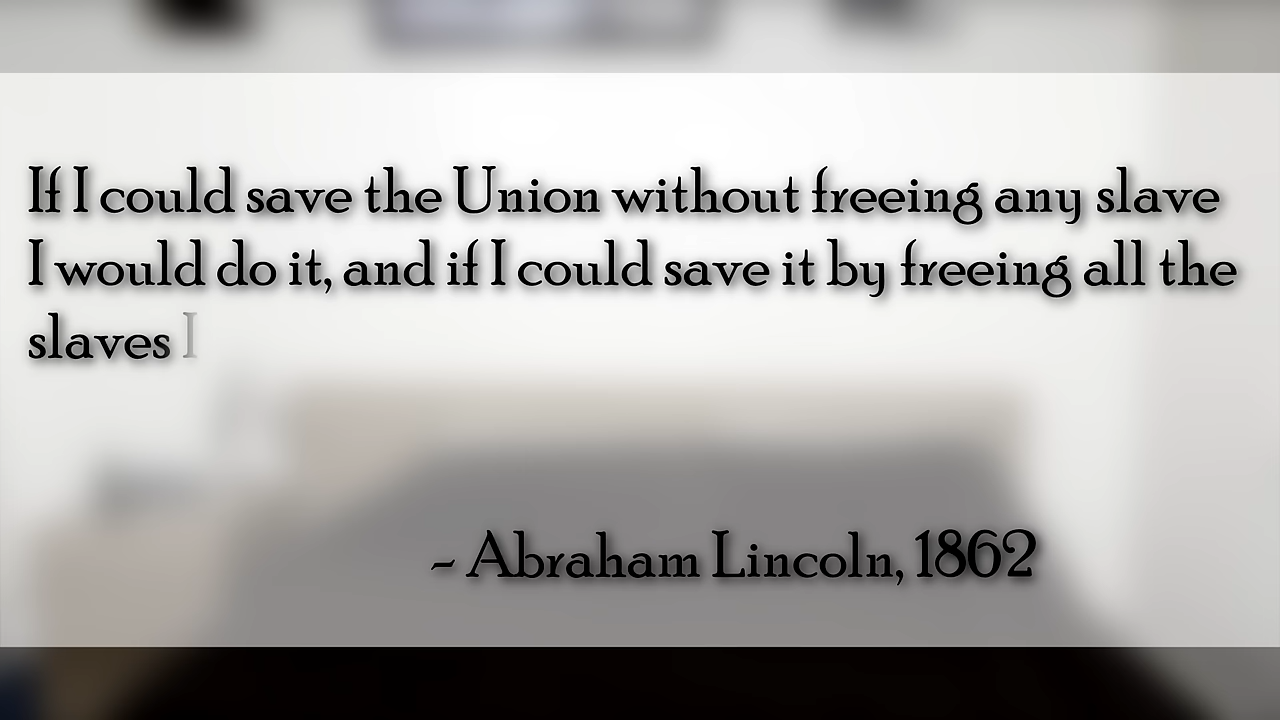 If I could save the Union without freeing any slave
I would do it, and if I could save it by freeing all the
slaves I
- Abraham Lincoln, 1862